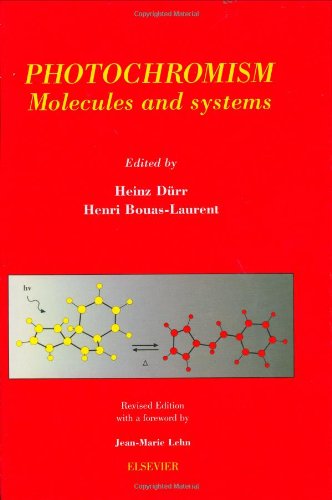 PHOTOCHROMISM
Molecules and systems
Edited by
Heinz Dürr
Henri Bouas-Laurent
hν
Δ
Revised Edition
with a foreword by
Jean-Marie Lehn
ELSEVIER